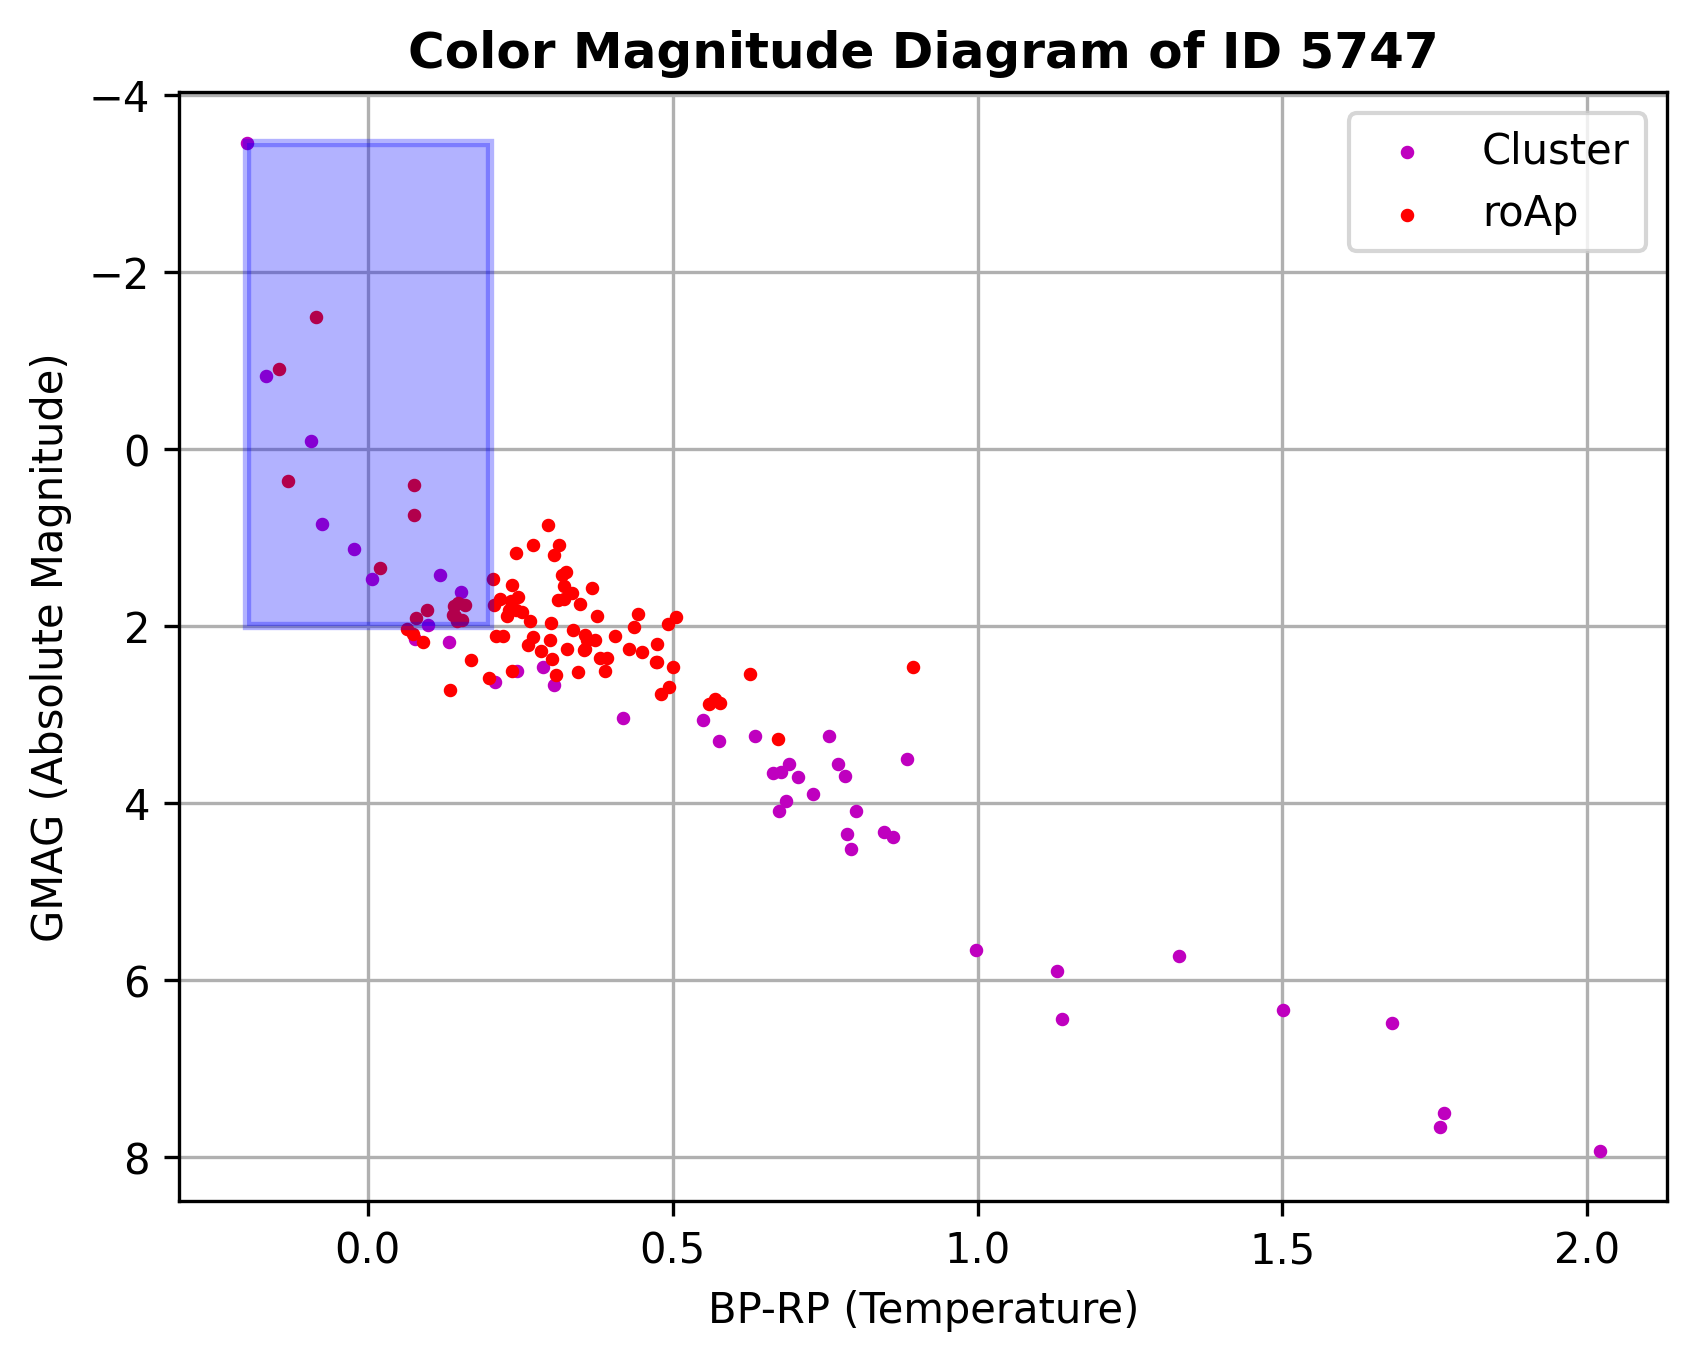 Color Magnitude Diagram of ID 5747
Cluster
roAp
−4
−2
0
2
4
6
8
GMAG (Absolute Magnitude)
0.0 0.5 1.0 1.5 2.0
BP-RP (Temperature)